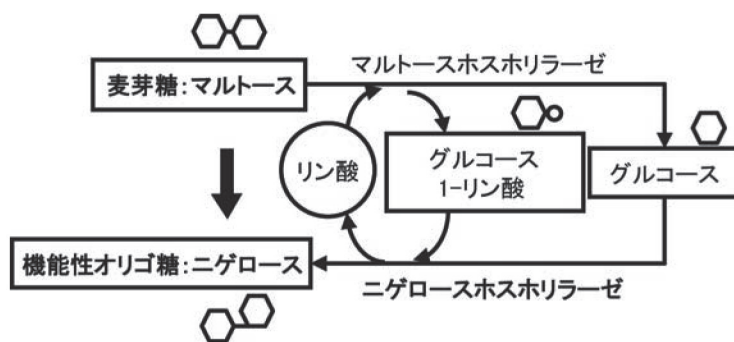 マルトースホスホリラーゼ
麦芽糖:マルトース
リン酸
グルコース
1-リン酸
グルコース
機能性オリゴ糖:ニゲロース
ニゲロースホスホリラーゼ